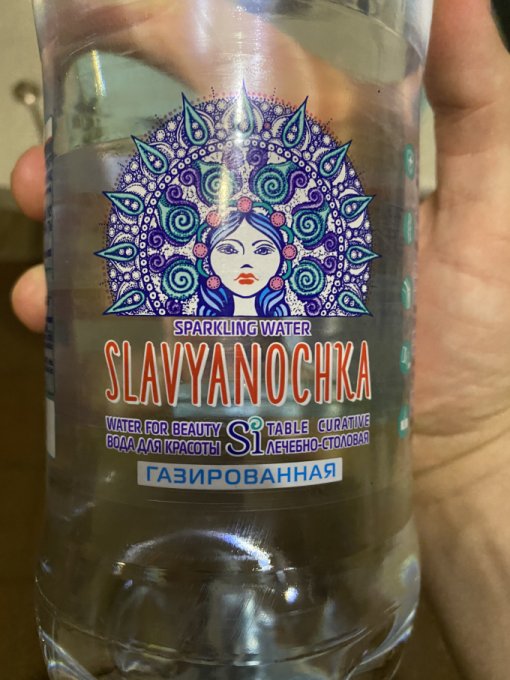 SPARKLING WATER
SLAVYANOCHKA
WATER FOR BEAUTY Si TABLE CURATIVE
ВОДА ДЛЯ КРАСОТЫ ЛЕЧЕБНО-СТОЛОВАЯ
ГАЗИРОВАННАЯ